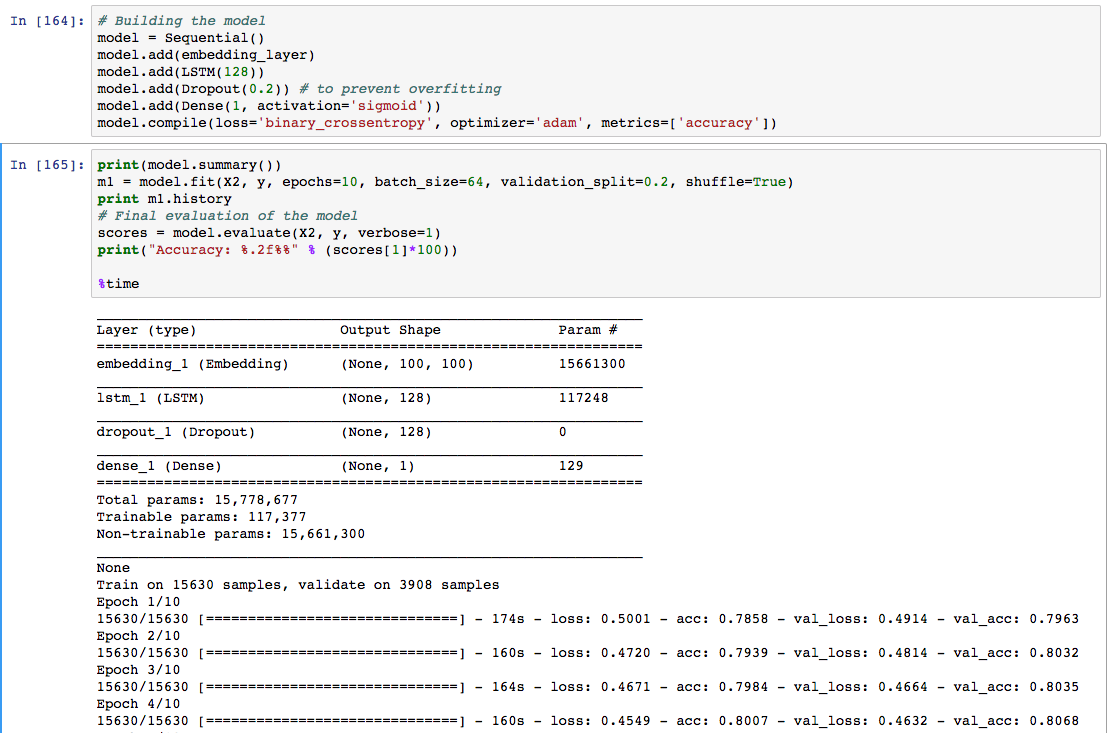 In [164]:
# Building the model
model = Sequential()
model.add(embedding_layer)
model.add(LSTM(128))
model.add(Dropout(0.2)) # to prevent overfitting
model.add(Dense(1, activation='sigmoid'))
model.compile(loss='binary_crossentropy', optimizer='adam', metrics=['accuracy'])
In [165]:
print(model.summary())
m1 = model.fit(X2, y, epochs=10, batch_size=64, validation_split=0.2, shuffle=True)
print m1.history
# Final evaluation of the model
scores = model.evaluate(X2, y, verbose=1)
print("Accuracy: %.2f%%" % (scores[1]*100))
%time
_________________________________________________________________
Layer (type)                 Output Shape              Param #
=================================================================
embedding_1 (Embedding)      (None, 100, 100)          15661300
_________________________________________________________________
lstm_1 (LSTM)                (None, 128)               117248
_________________________________________________________________
dropout_1 (Dropout)          (None, 128)               0
_________________________________________________________________
dense_1 (Dense)              (None, 1)                 129
=================================================================
Total params: 15,778,677
Trainable params: 117,377
Non-trainable params: 15,661,300
_________________________________________________________________
None
Train on 15630 samples, validate on 3908 samples
Epoch 1/10
15630/15630 [==============================] - 174s - loss: 0.5001 - acc: 0.7858 - val_loss: 0.4914 - val_acc: 0.7963
Epoch 2/10
15630/15630 [==============================] - 160s - loss: 0.4720 - acc: 0.7939 - val_loss: 0.4814 - val_acc: 0.8032
Epoch 3/10
15630/15630 [==============================] - 164s - loss: 0.4671 - acc: 0.7984 - val_loss: 0.4664 - val_acc: 0.8035
Epoch 4/10
15630/15630 [==============================] - 160s - loss: 0.4549 - acc: 0.8007 - val_loss: 0.4632 - val_acc: 0.8068